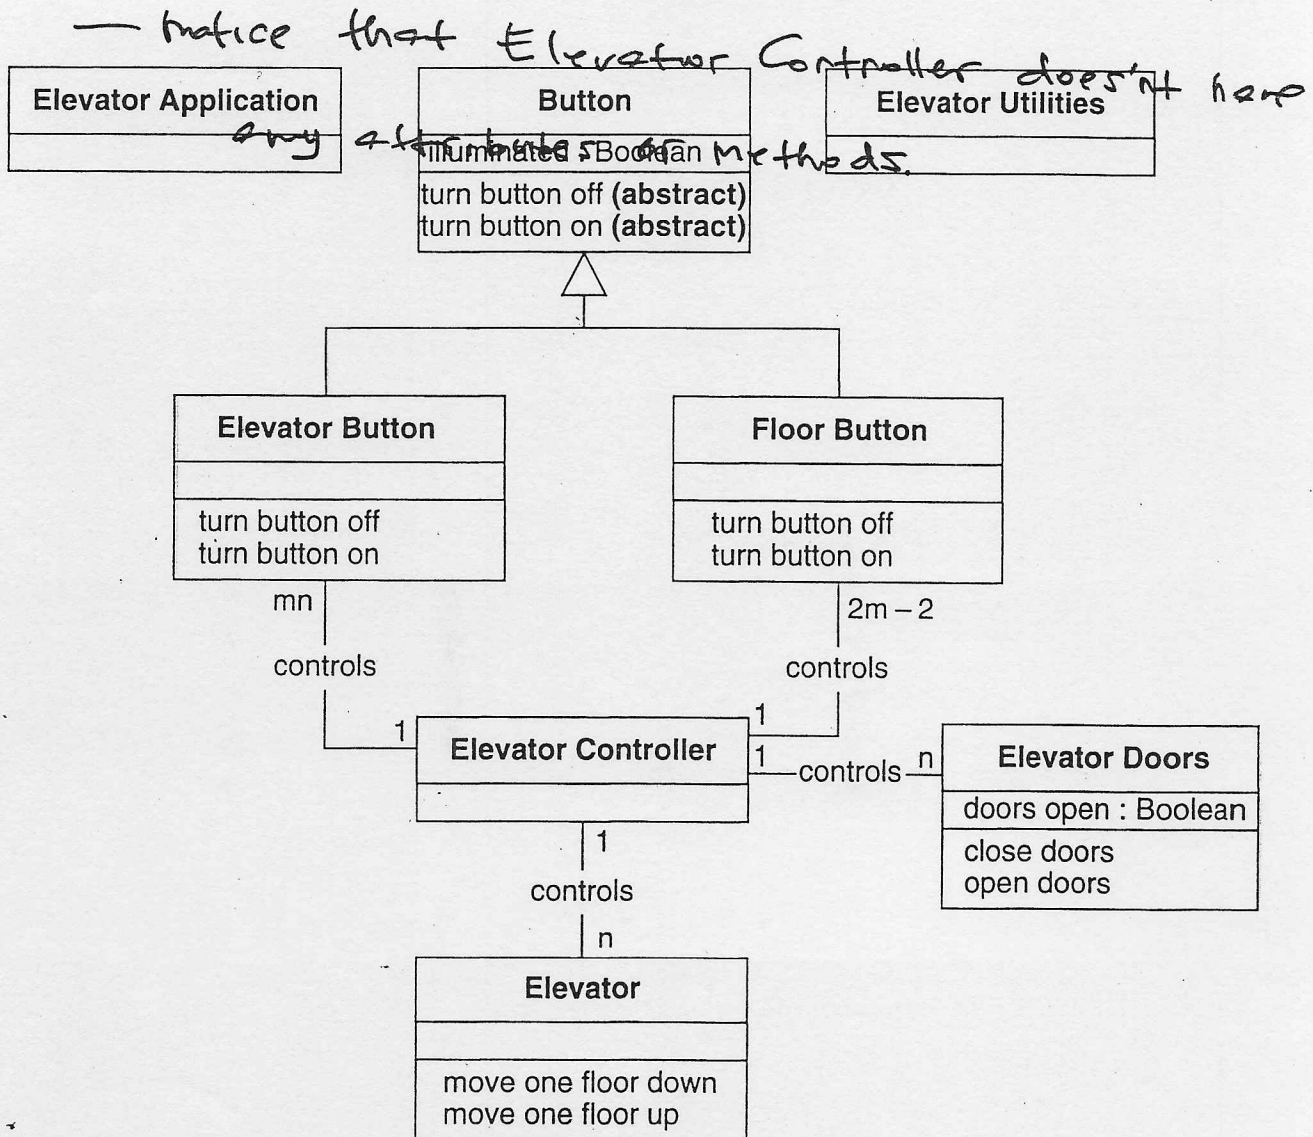 — notice that Elevator Controller does'nt have
any attributes or methods.
Elevator Application
Button
Elevator Utilities
illuminated : Boolean
turn button off (abstract)
turn button on (abstract)
Elevator Button
Floor Button
turn button off
turn button on
turn button off
turn button on
mn
2m – 2
controls
controls
1
Elevator Controller
1
1
controls
n
Elevator Doors
doors open : Boolean
close doors
open doors
1
controls
n
Elevator
move one floor down
move one floor up